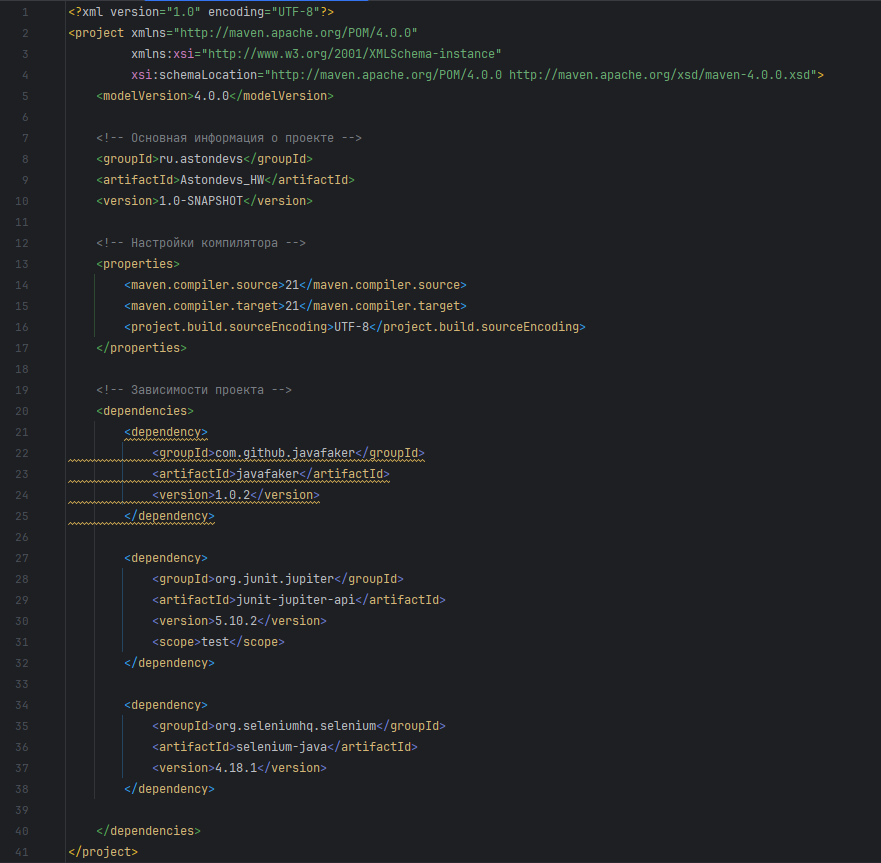 1 <?xml version="1.0" encoding="UTF-8"?>
2 <project xmlns="http://maven.apache.org/POM/4.0.0"
3 xmlns:xsi="http://www.w3.org/2001/XMLSchema-instance"
4 xsi:schemaLocation="http://maven.apache.org/POM/4.0.0 http://maven.apache.org/xsd/maven-4.0.0.xsd">
5 <modelVersion>4.0.0</modelVersion>
6
7 <!-- Основная информация о проекте -->
8 <groupId>ru.astondevs</groupId>
9 <artifactId>Astondevs_HW</artifactId>
10 <version>1.0-SNAPSHOT</version>
11
12 <!-- Настройки компилятора -->
13 <properties>
14 <maven.compiler.source>21</maven.compiler.source>
15 <maven.compiler.target>21</maven.compiler.target>
16 <project.build.sourceEncoding>UTF-8</project.build.sourceEncoding>
17 </properties>
18
19 <!-- Зависимости проекта -->
20 <dependencies>
21 <dependency>
22 <groupId>com.github.javafaker</groupId>
23 <artifactId>javafaker</artifactId>
24 <version>1.0.2</version>
25 </dependency>
26
27 <dependency>
28 <groupId>org.junit.jupiter</groupId>
29 <artifactId>junit-jupiter-api</artifactId>
30 <version>5.10.2</version>
31 <scope>test</scope>
32 </dependency>
33
34 <dependency>
35 <groupId>org.seleniumhq.selenium</groupId>
36 <artifactId>selenium-java</artifactId>
37 <version>4.18.1</version>
38 </dependency>
39
40 </dependencies>
41 </project>